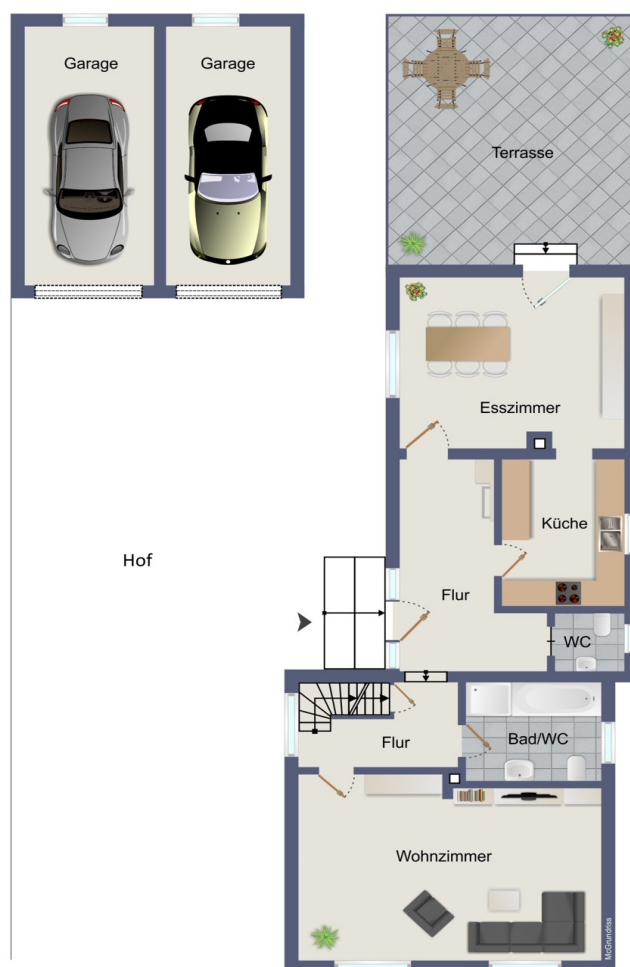 Garage
Garage
Terrasse
Esszimmer
Küche
Hof
Flur
WC
Flur
Bad/WC
Wohnzimmer
McGrundriss